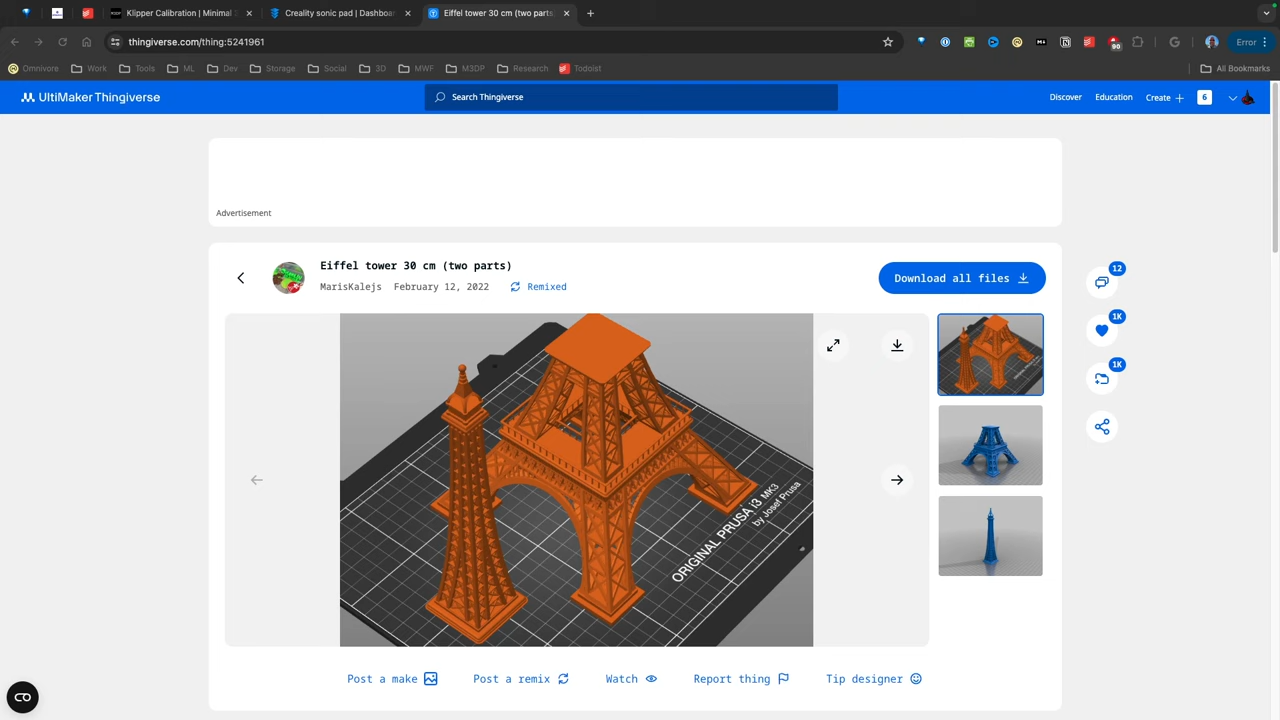 Klipper Calibration | Minimal
Creality sonic pad | Dashboar
Eiffel tower 30 cm (two parts
thingiverse.com/thing:5241961
90
Error
Omnivore
Work
Tools
ML
Dev
Storage
Social
3D
MWF
M3DP
Research
Todoist
All Bookmarks
UltiMaker Thingiverse
Search Thingiverse
Discover
Education
Create
6
Advertisement
Eiffel tower 30 cm (two parts)
MarisKalejs February 12, 2022 Remixed
Download all files
12
1K
1K
ORIGINAL PRUSA i3 MK3
by Josef Prusa
Post a make
Post a remix
Watch
Report thing
Tip designer